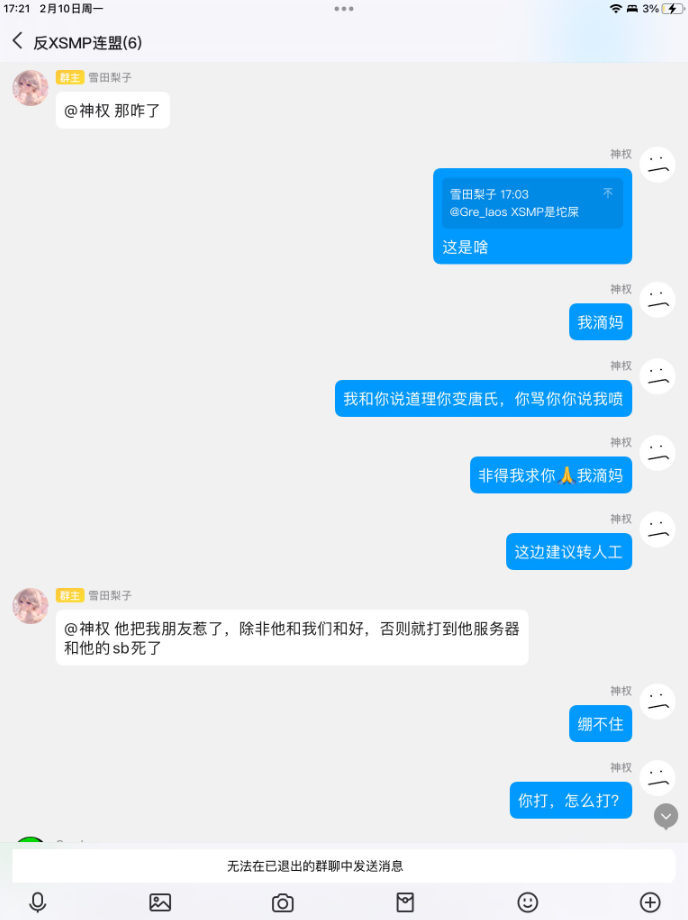 17:21 2月10日周一
3%
反XSMP连盟(6)
群主 雪田梨子
@神权 那咋了
神权
雪田梨子 17:03
@Gre_laos XSMP是坨屎
这是啥
神权
我滴妈
神权
我和你说道理你变唐氏，你骂你你说我喷
神权
非得我求你🙏我滴妈
神权
这边建议转人工
群主 雪田梨子
@神权 他把我朋友惹了，除非他和我们和好，否则就打到他服务器
和他的sb死了
神权
绷不住
神权
你打，怎么打？
无法在已退出的群聊中发送消息